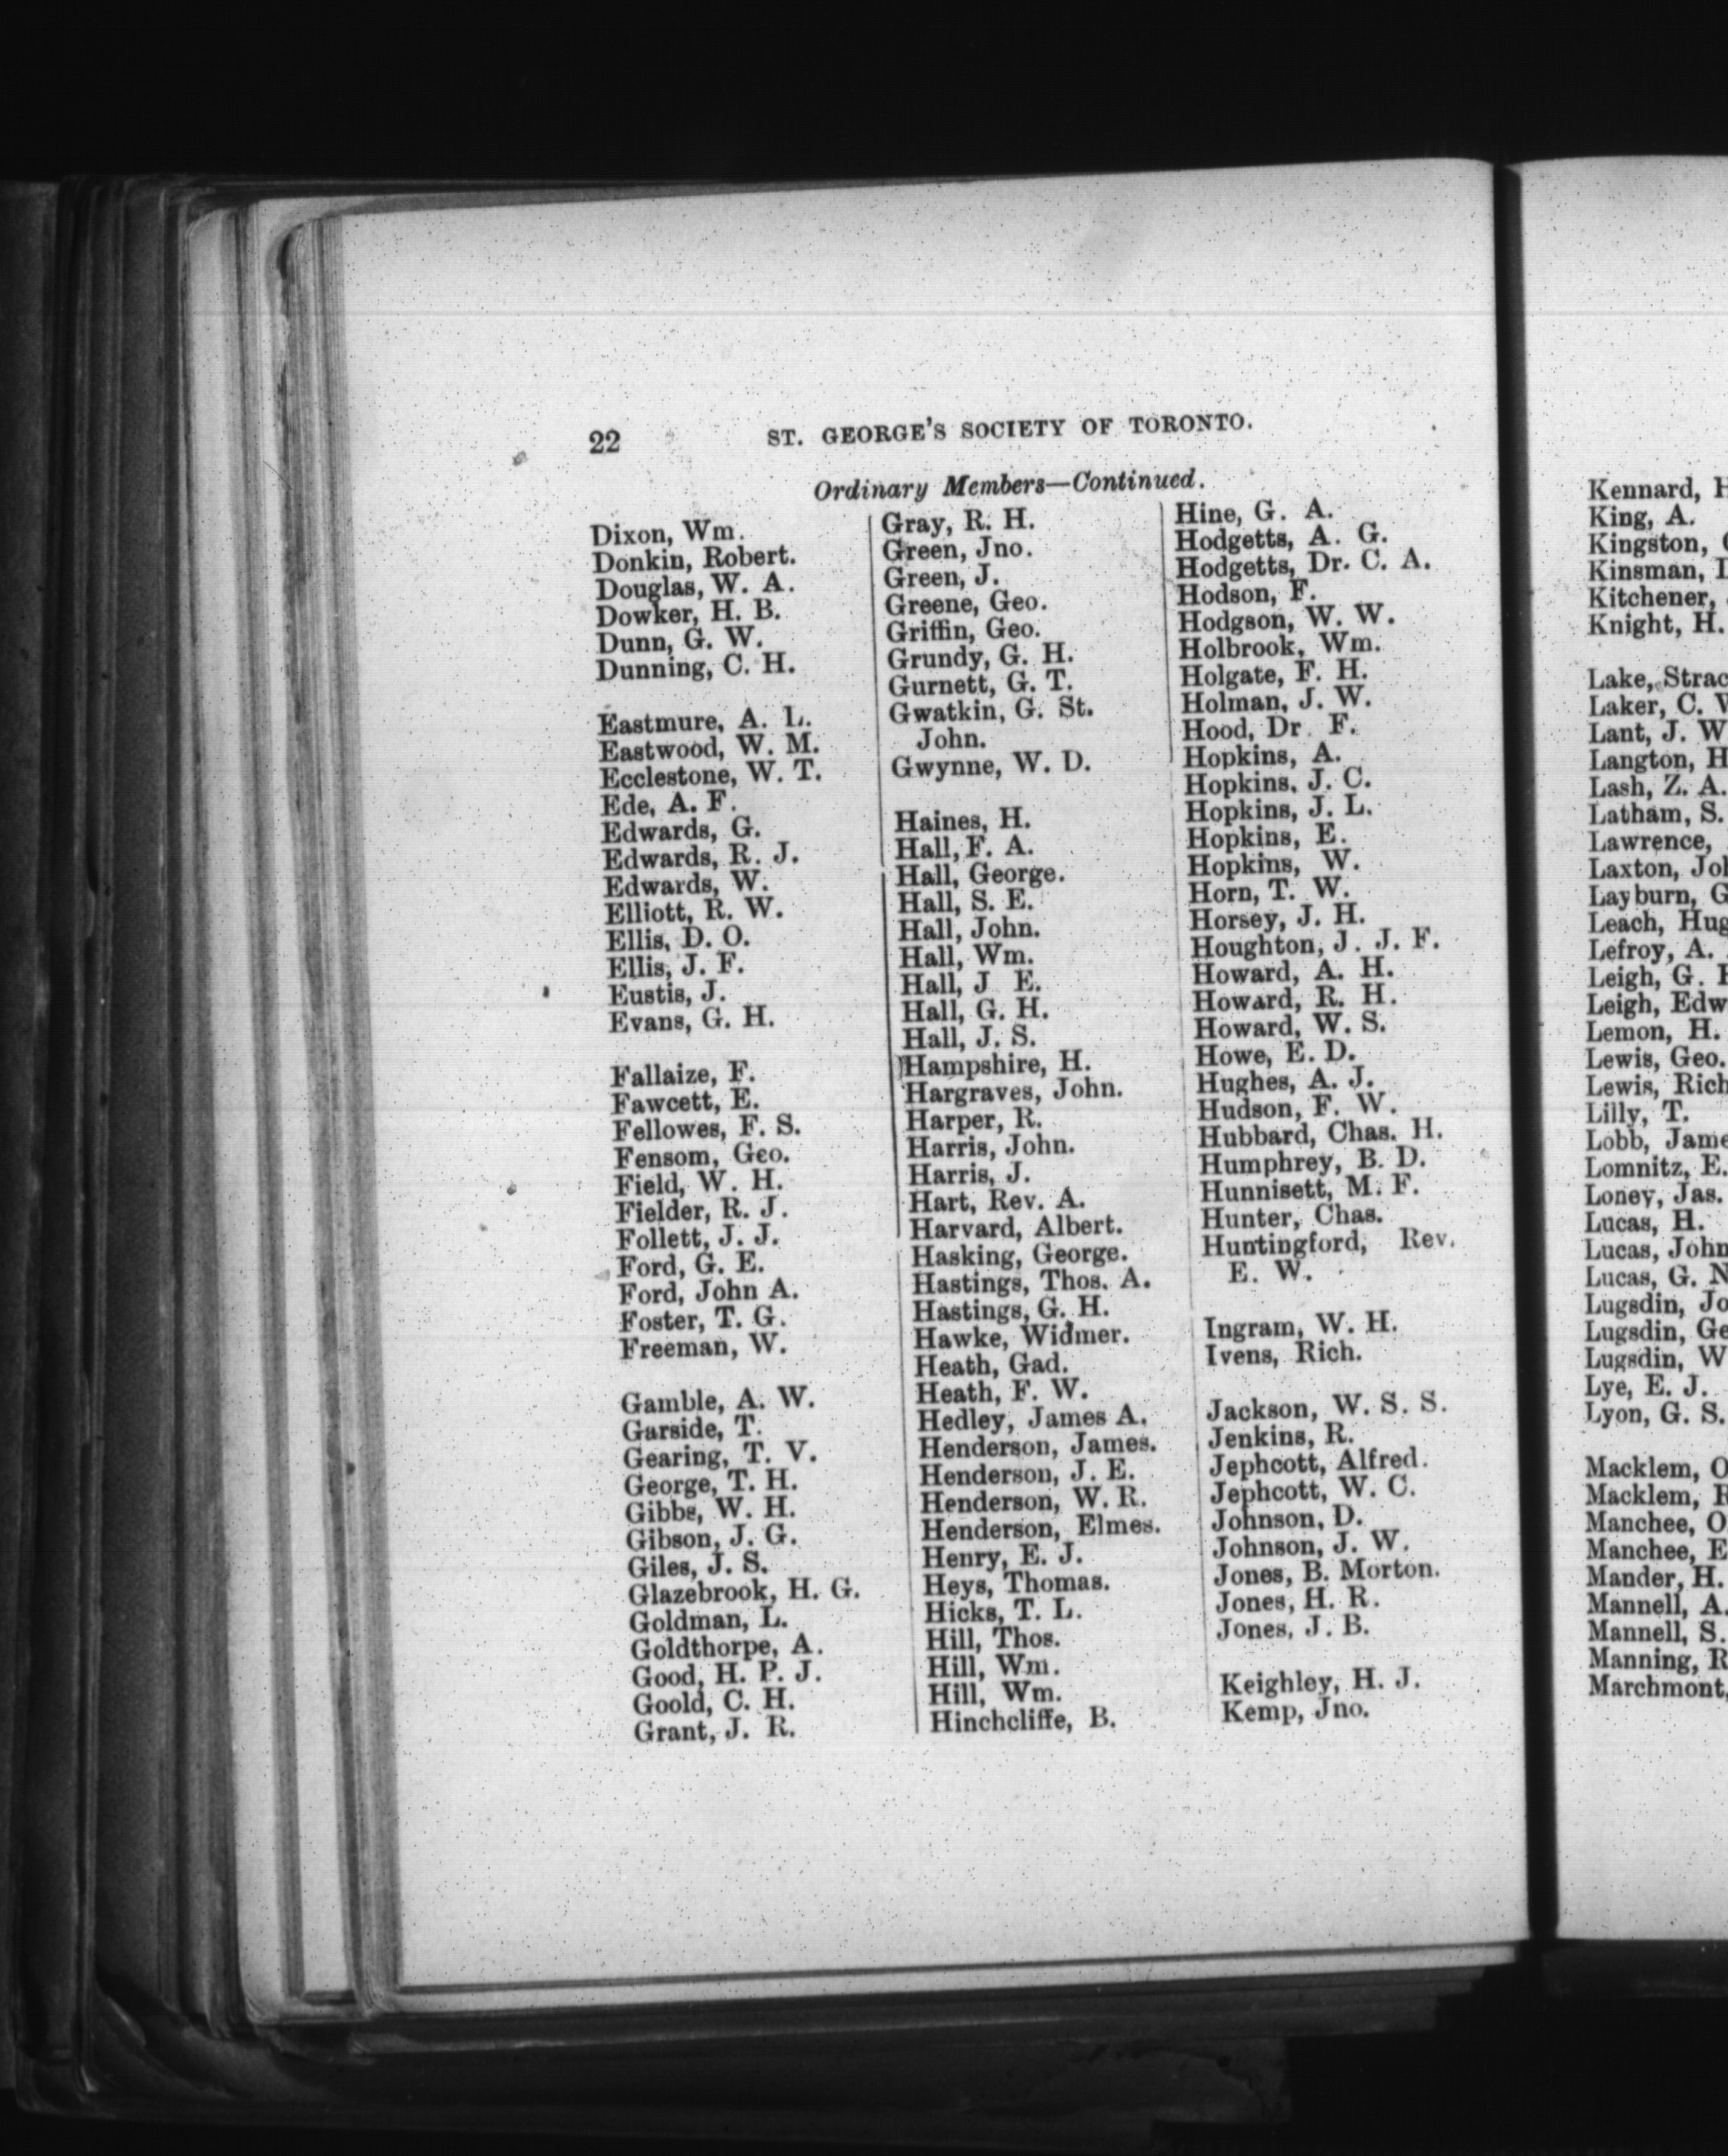 22
ST. GEORGE'S SOCIETY OF TORONTO.
Ordinary Members—Continued.
Dixon, Wm.
Donkin, Robert.
Douglas, W. A.
Dowker, H. B.
Dunn, G. W.
Dunning, C. H.
Eastmure, A. L.
Eastwood, W. M.
Ecclestone, W. T.
Ede, A. F.
Edwards, G.
Edwards, R. J.
Edwards, W.
Elliott, R. W.
Ellis, D. O.
Ellis, J. F.
Eustis, J.
Evans, G. H.
Fallaize, F.
Fawcett, E.
Fellowes, F. S.
Fensom, Geo.
Field, W. H.
Fielder, R. J.
Follett, J. J.
Ford, G. E.
Ford, John A.
Foster, T. G.
Freeman, W.
Gamble, A. W.
Garside, T.
Gearing, T. V.
George, T. H.
Gibbs, W. H.
Gibson, J. G.
Giles, J. S.
Glazebrook, H. G.
Goldman, L.
Goldthorpe, A.
Good, H. P. J.
Goold, C. H.
Grant, J. R.
Gray, R. H.
Green, Jno.
Green, J.
Greene, Geo.
Griffin, Geo.
Grundy, G. H.
Gurnett, G. T.
Gwatkin, G. St.
John.
Gwynne, W. D.
Haines, H.
Hall, F. A.
Hall, George.
Hall, S. E.
Hall, John.
Hall, Wm.
Hall, J E.
Hall, G. H.
Hall, J. S.
Hampshire, H.
Hargraves, John.
Harper, R.
Harris, John.
Harris, J.
Hart, Rev. A.
Harvard, Albert.
Hasking, George.
Hastings, Thos. A.
Hastings, G. H.
Hawke, Widmer.
Heath, Gad.
Heath, F. W.
Hedley, James A.
Henderson, James.
Henderson, J. E.
Henderson, W. R.
Henderson, Elmes.
Henry, E. J.
Heys, Thomas.
Hicks, T. L.
Hill, Thos.
Hill, Wm.
Hill, Wm.
Hinchcliffe, B.
Hine, G. A.
Hodgetts, A. G.
Hodgetts, Dr. C. A.
Hodson, F.
Hodgson, W. W.
Holbrook, Wm.
Holgate, F. H.
Holman, J. W.
Hood, Dr. F.
Hopkins, A.
Hopkins, J. C.
Hopkins, J. L.
Hopkins, E.
Hopkins, W.
Horn, T. W.
Horsey, J. H.
Houghton, J. J. F.
Howard, A. H.
Howard, R. H.
Howard, W. S.
Howe, E. D.
Hughes, A. J.
Hudson, F. W.
Hubbard, Chas. H.
Humphrey, B. D.
Hunnisett, M. F.
Hunter, Chas.
Huntingford, Rev.
E. W.
Ingram, W. H.
Ivens, Rich.
Jackson, W. S. S.
Jenkins, R.
Jephcott, Alfred.
Jephcott, W. C.
Johnson, D.
Johnson, J. W.
Jones, B. Morton.
Jones, H. R.
Jones, J. B.
Keighley, H. J.
Kemp, Jno.
Kennard,
King, A.
Kingston,
Kinsman,
Kitchener,
Knight, H.
Lake,
Laker, C.
Lant, J. W
Langton, H
Lash, Z. A.
Latham, S.
Lawrence,
Laxton,
Layburn, G
Leach,
Lefroy, A.
Leigh, G.
Leigh, Edw
Lemon, H.
Lewis, Geo.
Lewis, Rich
Lilly, T.
Lobb, Jame
Lomnitz, E.
Loney, Jas.
Lucas, H.
Lucas, John
Lucas, G. N
Lugsdin, Jo
Lugsdin, Ge
Lugsdin, W
Lye, E. J.
Lyon, G. S.
Macklem, O
Macklem,
Manchee, O
Manchee, E
Mander, H.
Mannell, A.
Mannell, S.
Manning, R
Marchmont,